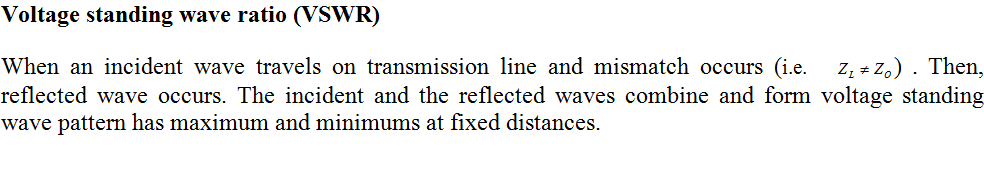 Voltage standing wave ratio (VSWR)
When an incident wave travels on transmission line and mismatch occurs (i.e. Z_L ≠ Z_o) . Then,
reflected wave occurs. The incident and the reflected waves combine and form voltage standing
wave pattern has maximum and minimums at fixed distances.